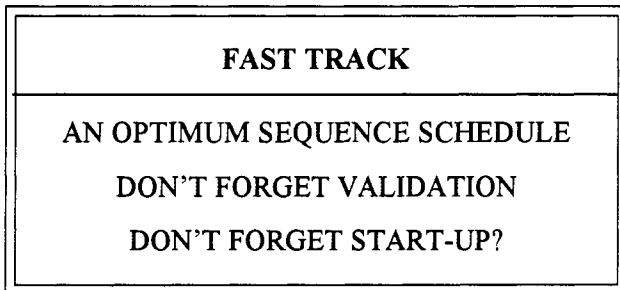 FAST TRACK
AN OPTIMUM SEQUENCE SCHEDULE
DON'T FORGET VALIDATION
DON'T FORGET START-UP?